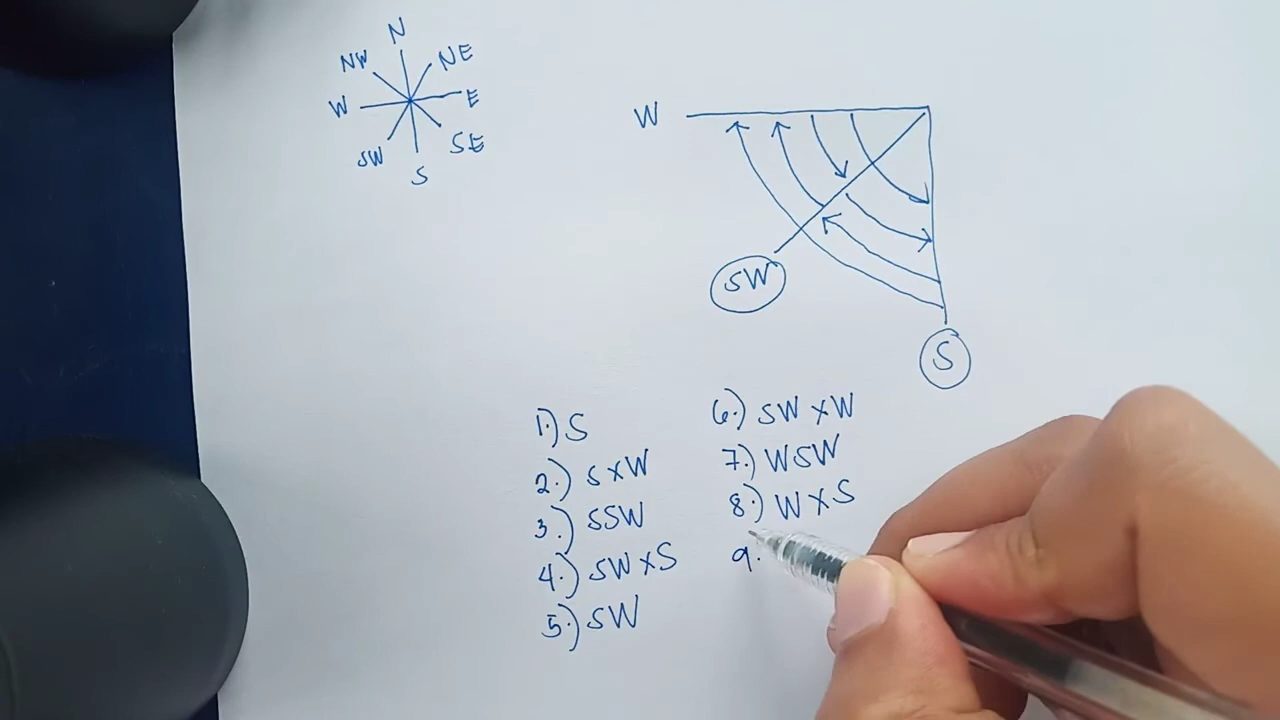 N
NW
NE
W
E
SW
SE
S
W
SW
S
1.) S
2.) S X W
3.) SSW
4.) SW X S
5.) SW
6.) SW X W
7.) WSW
8.) W X S
9.